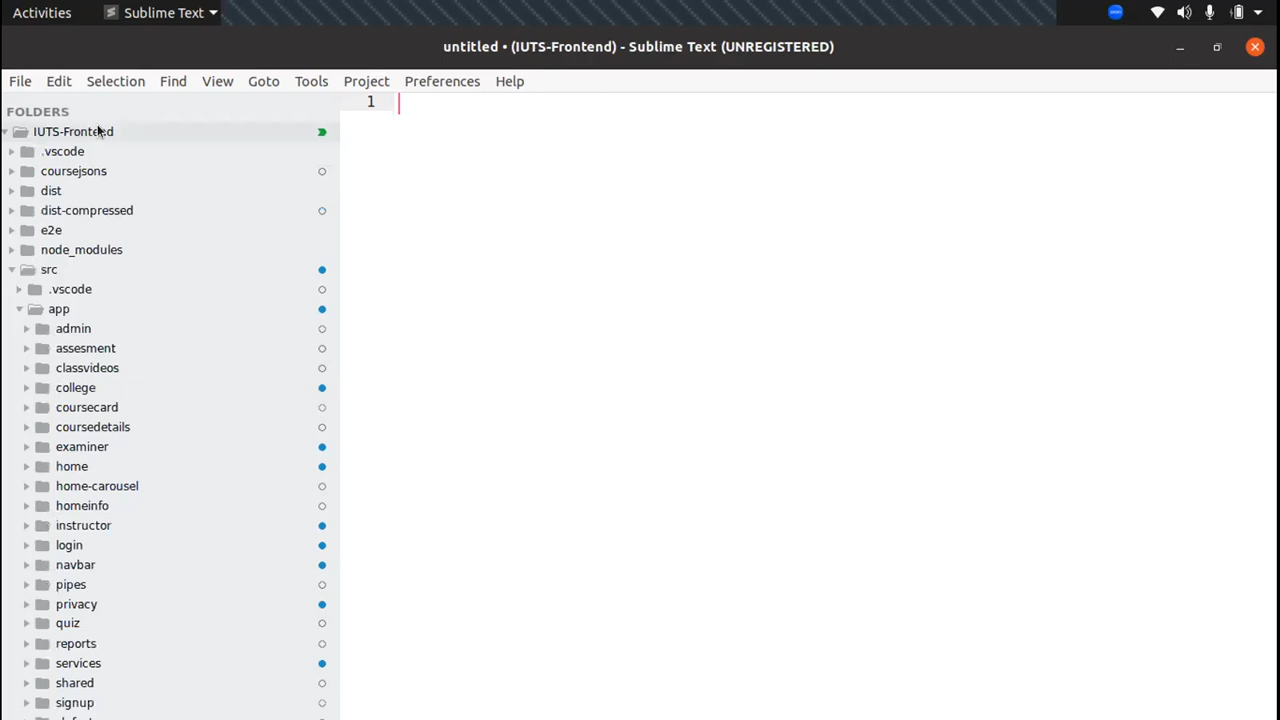 Activities Sublime Text
untitled • (IUTS-Frontend) - Sublime Text (UNREGISTERED)
File Edit Selection Find View Goto Tools Project Preferences Help
FOLDERS
1
IUTS-Frontend
.vscode
coursejsons
dist
dist-compressed
e2e
node_modules
src
.vscode
app
admin
assesment
classvideos
college
coursecard
coursedetails
examiner
home
home-carousel
homeinfo
instructor
login
navbar
pipes
privacy
quiz
reports
services
shared
signup